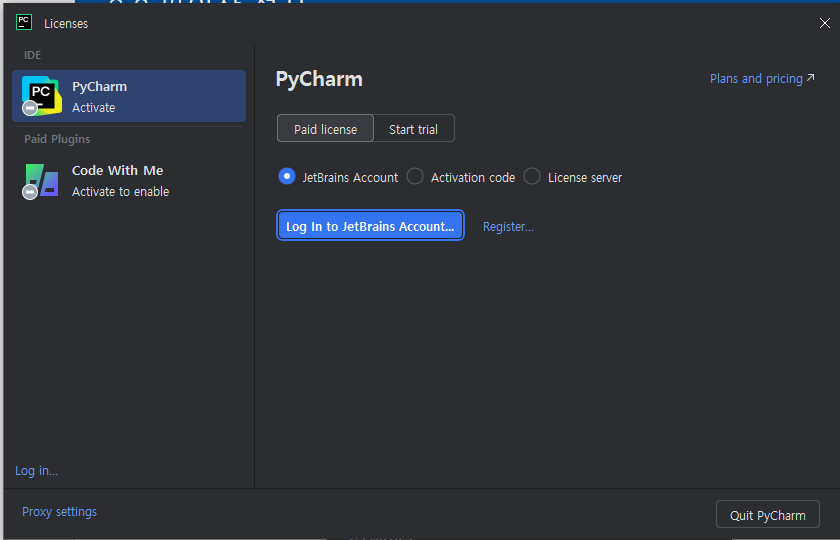 PC Licenses
IDE
PC PyCharm
Activate
Paid Plugins
Code With Me
Activate to enable
Log in...
PyCharm
Plans and pricing
Paid license Start trial
JetBrains Account Activation code License server
Log In to JetBrains Account... Register...
Proxy settings
Quit PyCharm